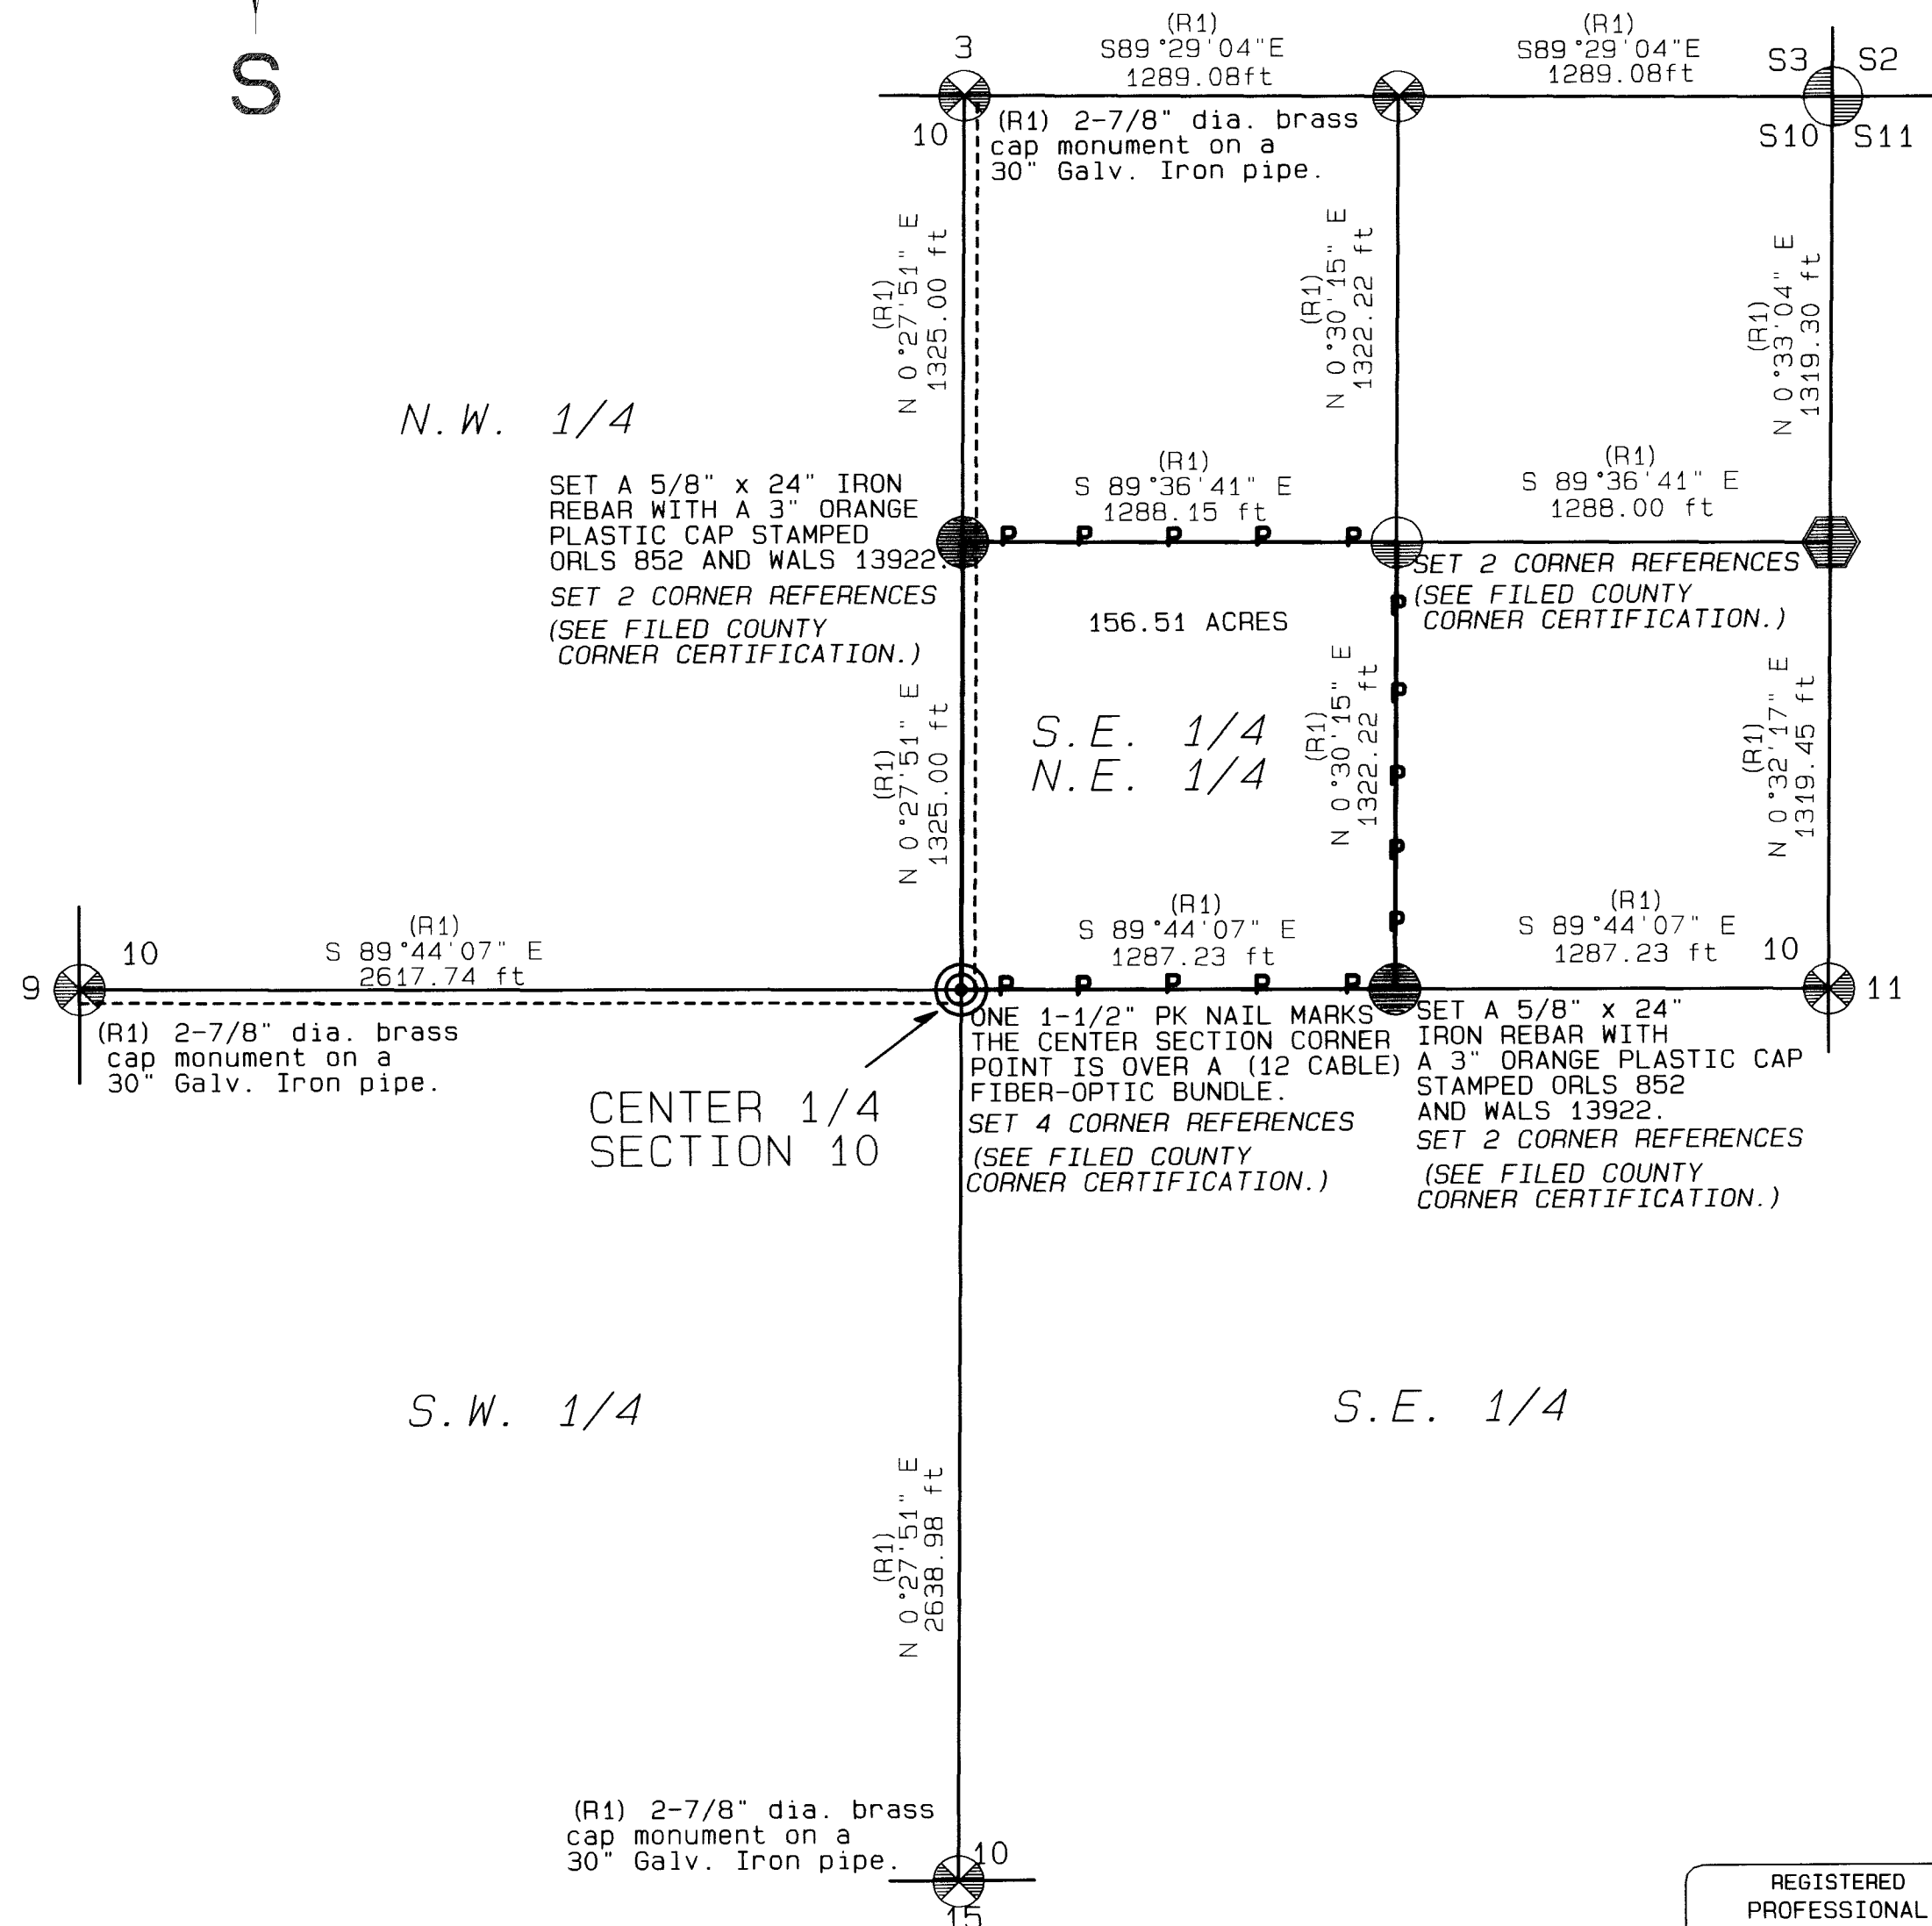 S
(R1)
S89°29'04"E
1289.08ft
(R1)
S89°29'04"E
1289.08ft
3
10
S3
S2
S10
S11
(R1) 2-7/8" dia. brass
cap monument on a
30" Galv. Iron pipe.
(R1)
N 0°27'51" E
1325.00 ft
(R1)
N 0°30'15" E
1322.22 ft
(R1)
N 0°33'04" E
1319.30 ft
N.W. 1/4
SET A 5/8" x 24" IRON
REBAR WITH A 3" ORANGE
PLASTIC CAP STAMPED
ORLS 852 AND WALS 13922.
SET 2 CORNER REFERENCES
(SEE FILED COUNTY
CORNER CERTIFICATION.)
(R1)
S 89°36'41" E
1288.15 ft
P P P P P
(R1)
S 89°36'41" E
1288.00 ft
SET 2 CORNER REFERENCES
(SEE FILED COUNTY
CORNER CERTIFICATION.)
156.51 ACRES
S.E. 1/4
N.E. 1/4
(R1)
N 0°27'51" E
1325.00 ft
(R1)
N 0°30'15" E
1322.22 ft
P
P
P
P
P
(R1)
N 0°32'17" E
1319.45 ft
9
10
(R1)
S 89°44'07" E
2617.74 ft
(R1)
S 89°44'07" E
1287.23 ft
P P P P P
(R1)
S 89°44'07" E
1287.23 ft
10
11
(R1) 2-7/8" dia. brass
cap monument on a
30" Galv. Iron pipe.
CENTER 1/4
SECTION 10
ONE 1-1/2" PK NAIL MARKS
THE CENTER SECTION CORNER
POINT IS OVER A (12 CABLE)
FIBER-OPTIC BUNDLE.
SET 4 CORNER REFERENCES
(SEE FILED COUNTY
CORNER CERTIFICATION.)
SET A 5/8" x 24"
IRON REBAR WITH
A 3" ORANGE PLASTIC CAP
STAMPED ORLS 852
AND WALS 13922.
SET 2 CORNER REFERENCES
(SEE FILED COUNTY
CORNER CERTIFICATION.)
S.W. 1/4
S.E. 1/4
(R1)
N 0°27'51" E
2638.98 ft
(R1) 2-7/8" dia. brass
cap monument on a
30" Galv. Iron pipe.
10
15
REGISTERED
PROFESSIONAL